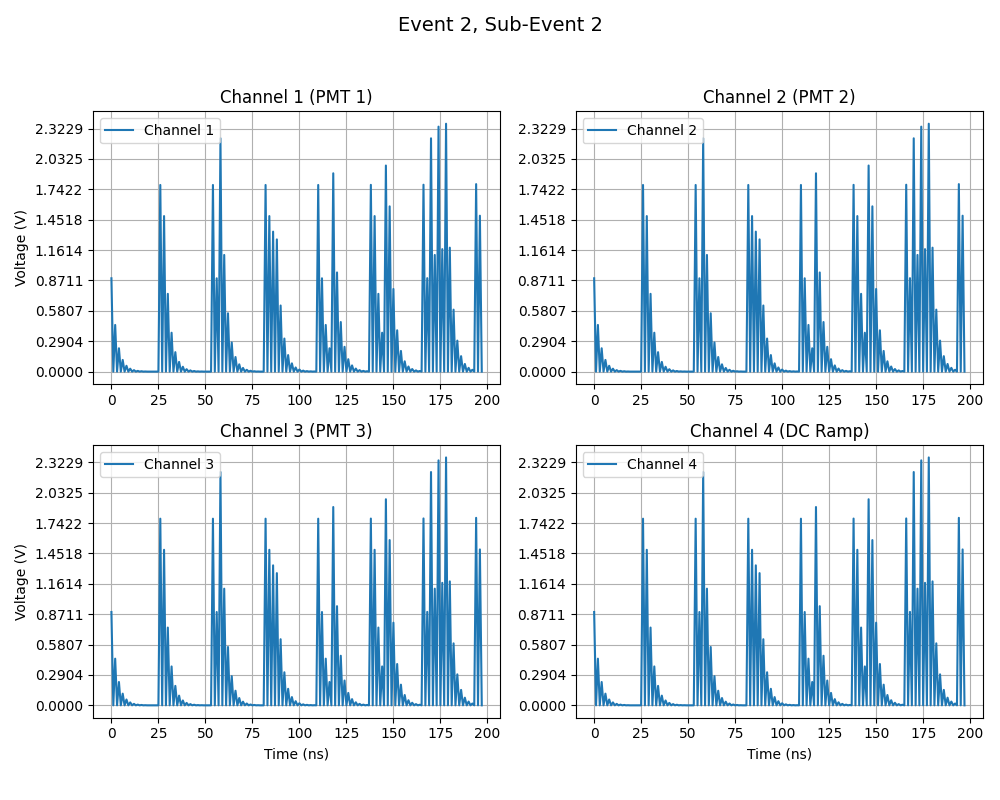 Event 2, Sub-Event 2
Channel 1 (PMT 1)
Channel 1
Voltage (V)
2.3229
2.0325
1.7422
1.4518
1.1614
0.8711
0.5807
0.2904
0.0000
0 25 50 75 100 125 150 175 200
Channel 2 (PMT 2)
Channel 2
2.3229
2.0325
1.7422
1.4518
1.1614
0.8711
0.5807
0.2904
0.0000
0 25 50 75 100 125 150 175 200
Channel 3 (PMT 3)
Channel 3
Voltage (V)
2.3229
2.0325
1.7422
1.4518
1.1614
0.8711
0.5807
0.2904
0.0000
0 25 50 75 100 125 150 175 200
Time (ns)
Channel 4 (DC Ramp)
Channel 4
2.3229
2.0325
1.7422
1.4518
1.1614
0.8711
0.5807
0.2904
0.0000
0 25 50 75 100 125 150 175 200
Time (ns)